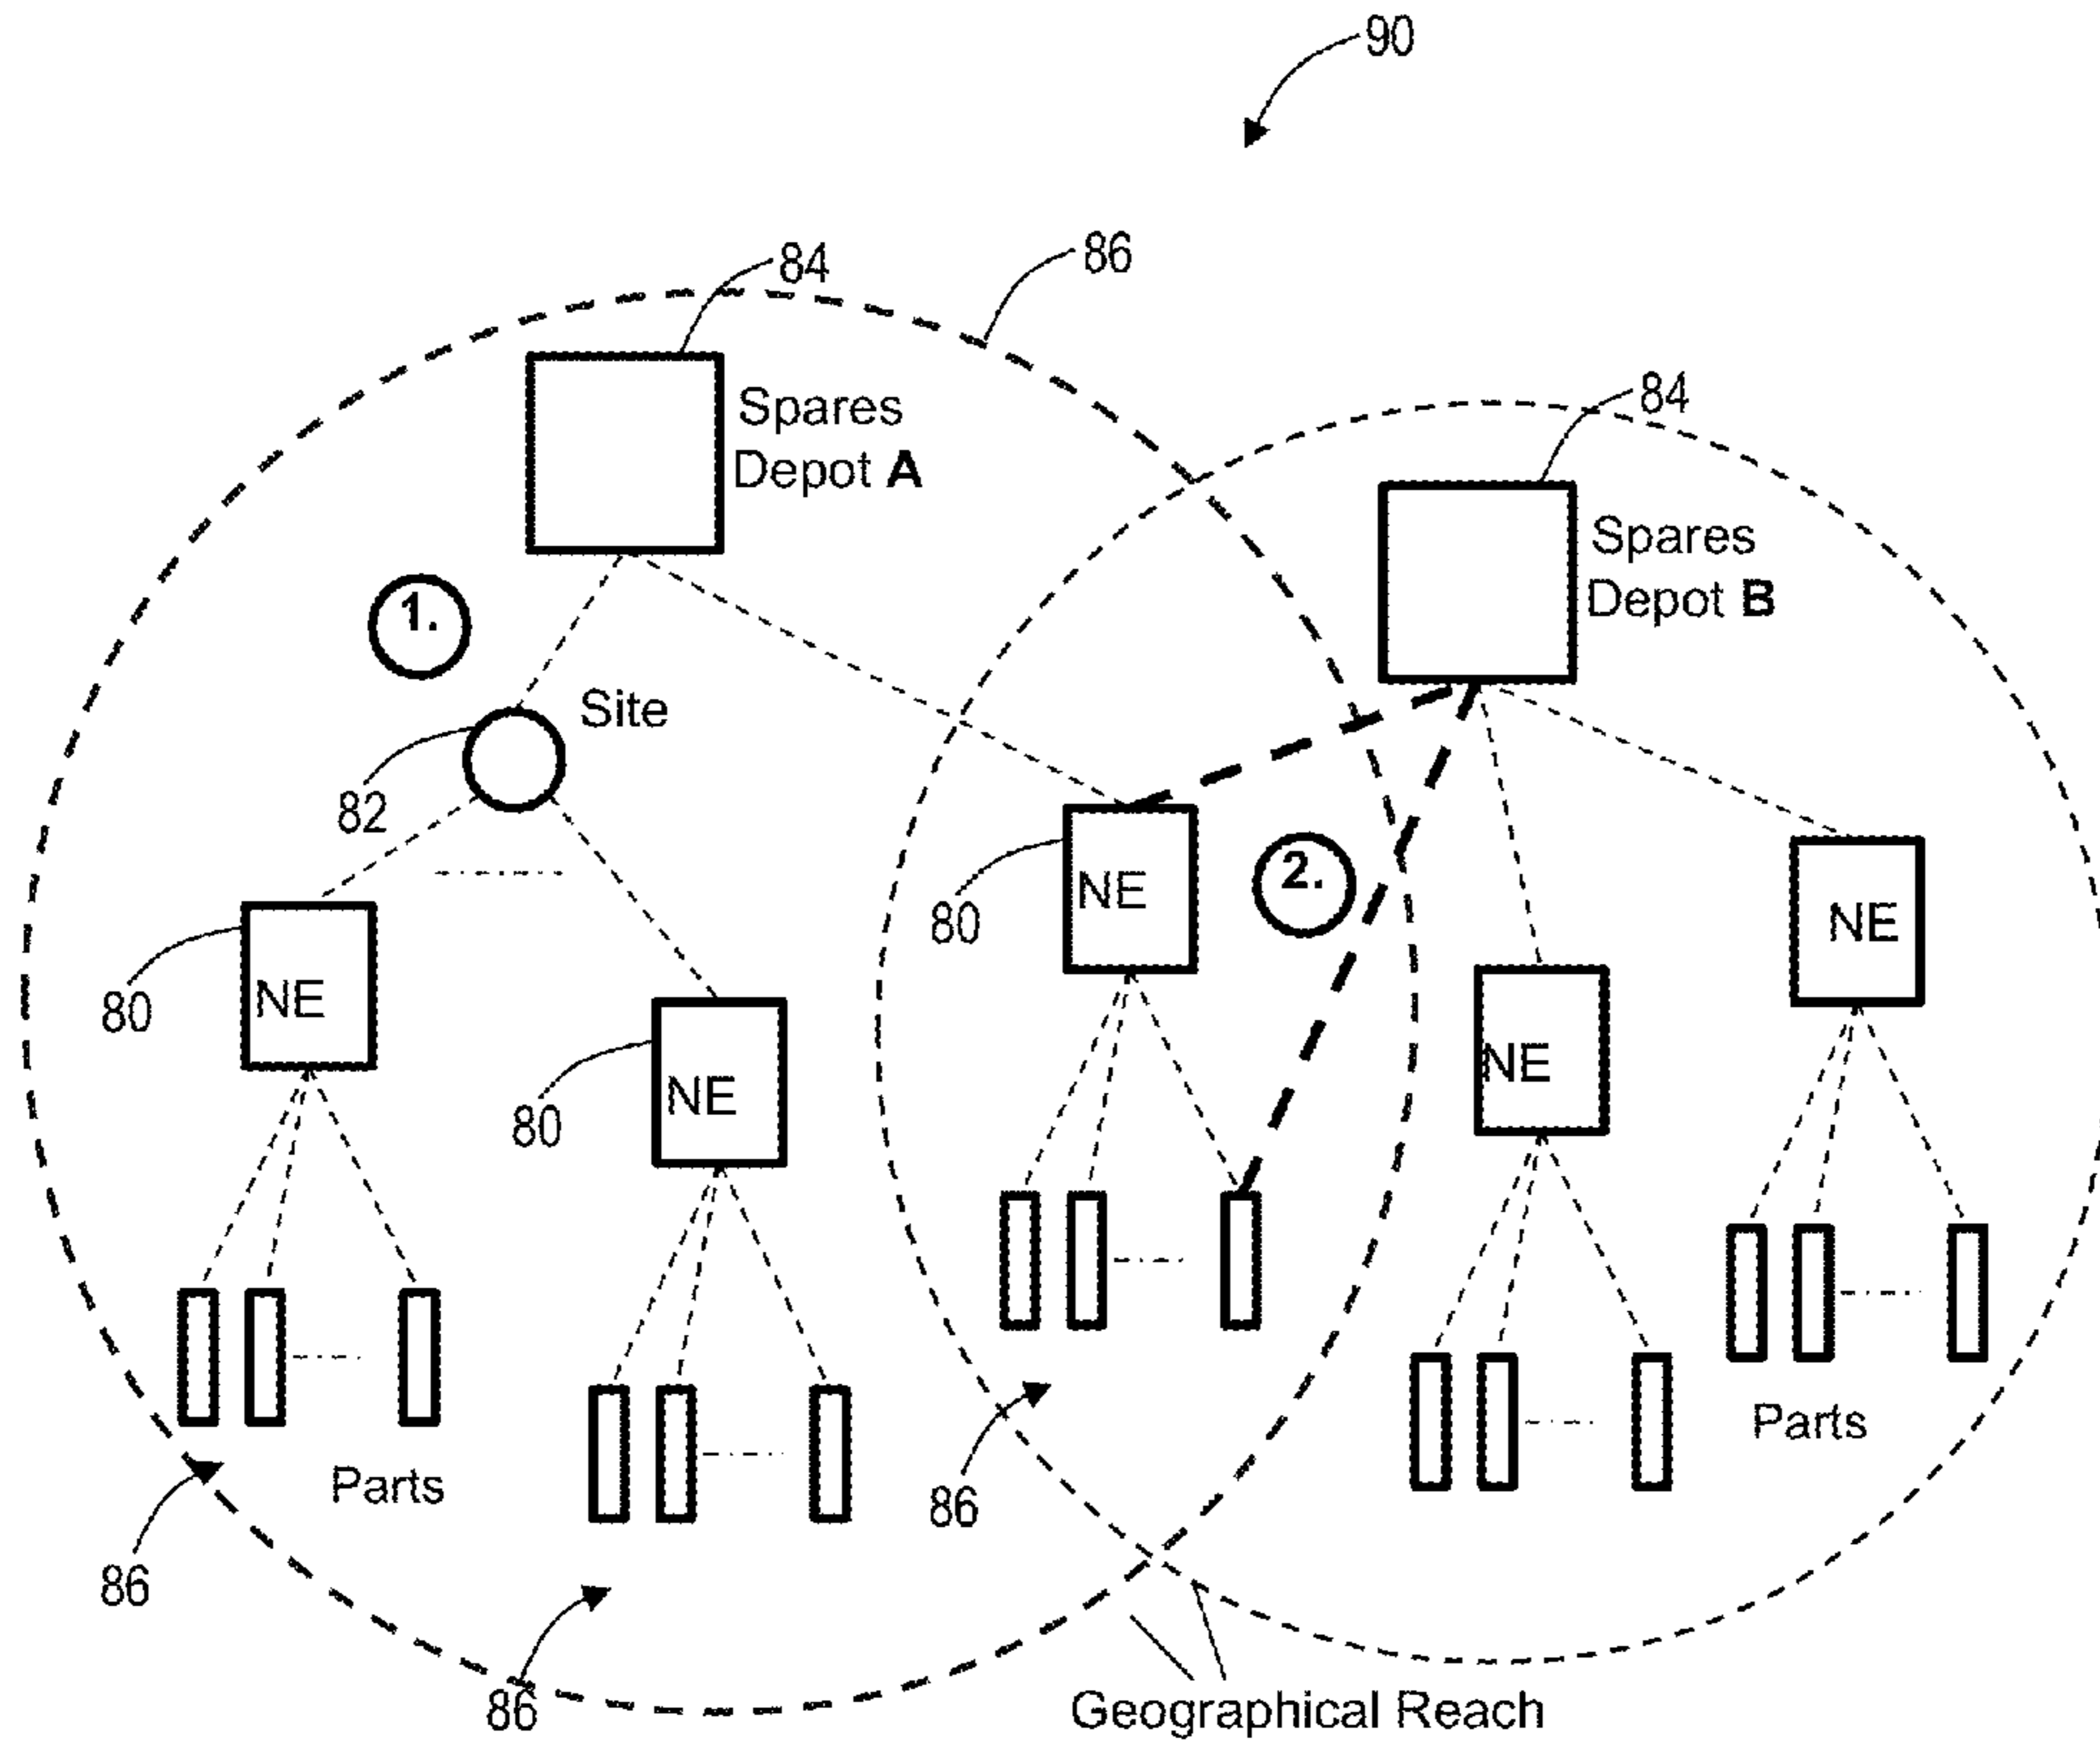 90
84
86
Spares
Depot A
84
Spares
Depot B
1.
Site
82
80
NE
2.
NE
80
NE
80
NE
NE
80
86
Parts
Parts
86
86
Geographical Reach